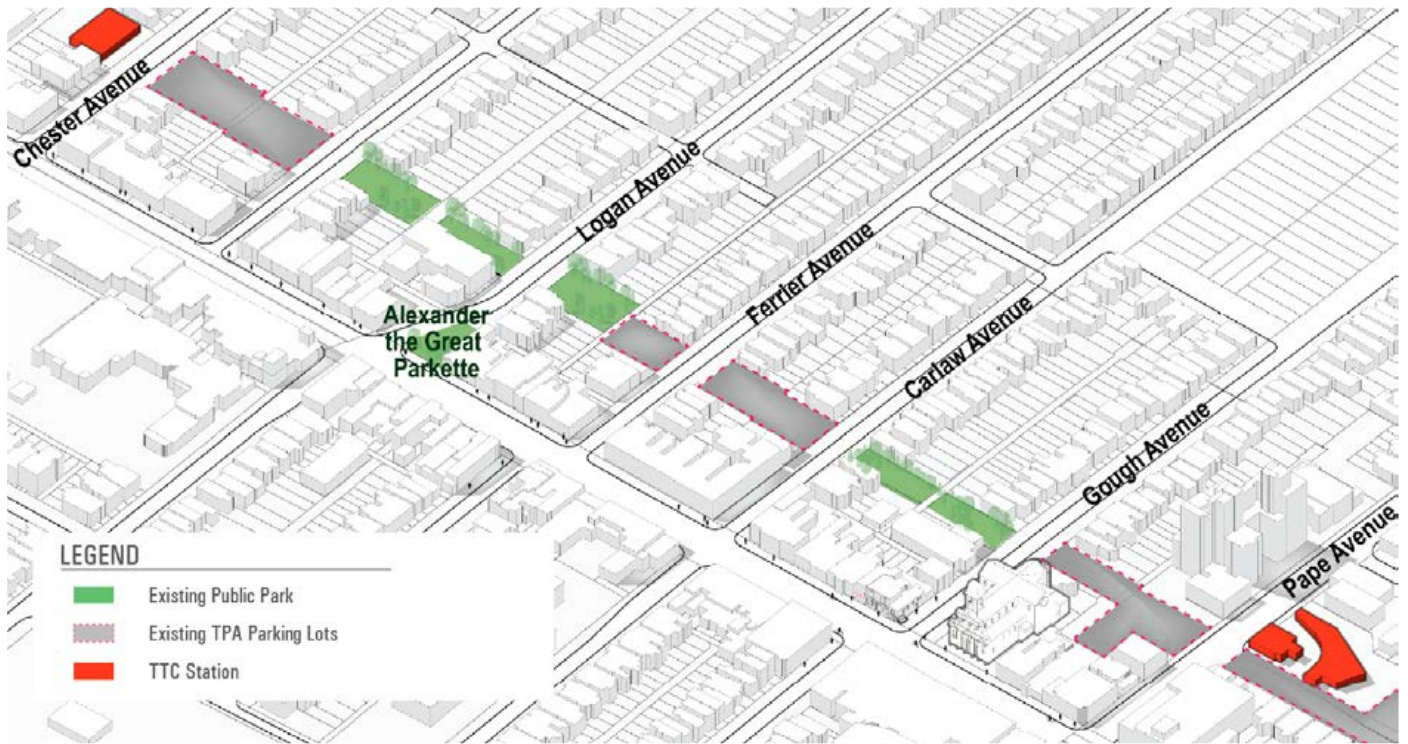 Chester Avenue
Logan Avenue
Alexander
the Great
Parkette
Ferrier Avenue
Carlaw Avenue
Gough Avenue
Pape Avenue
LEGEND
Existing Public Park
Existing TPA Parking Lots
TTC Station